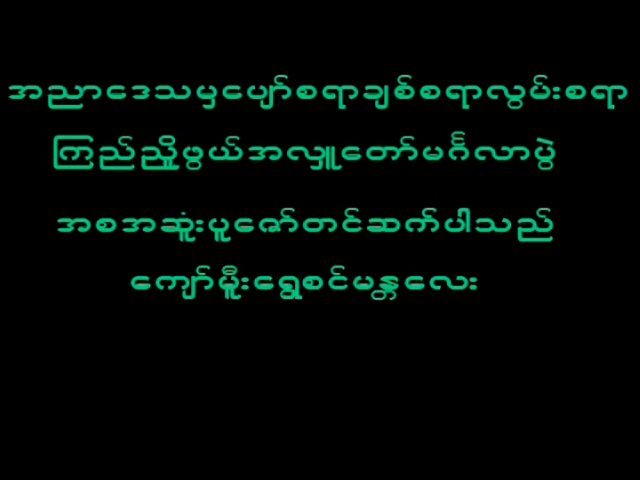 အညာဒေသမှပျော်စရာချစ်စရာလွမ်းစရာ
ကြည်ညှို့ဖွယ်အလှူတော်မင်္ဂလာပွဲ
အစအဆုံးပူဇော်တင်ဆက်ပါသည်
ကျော်မှီးရွှေစင်မန္တလေး